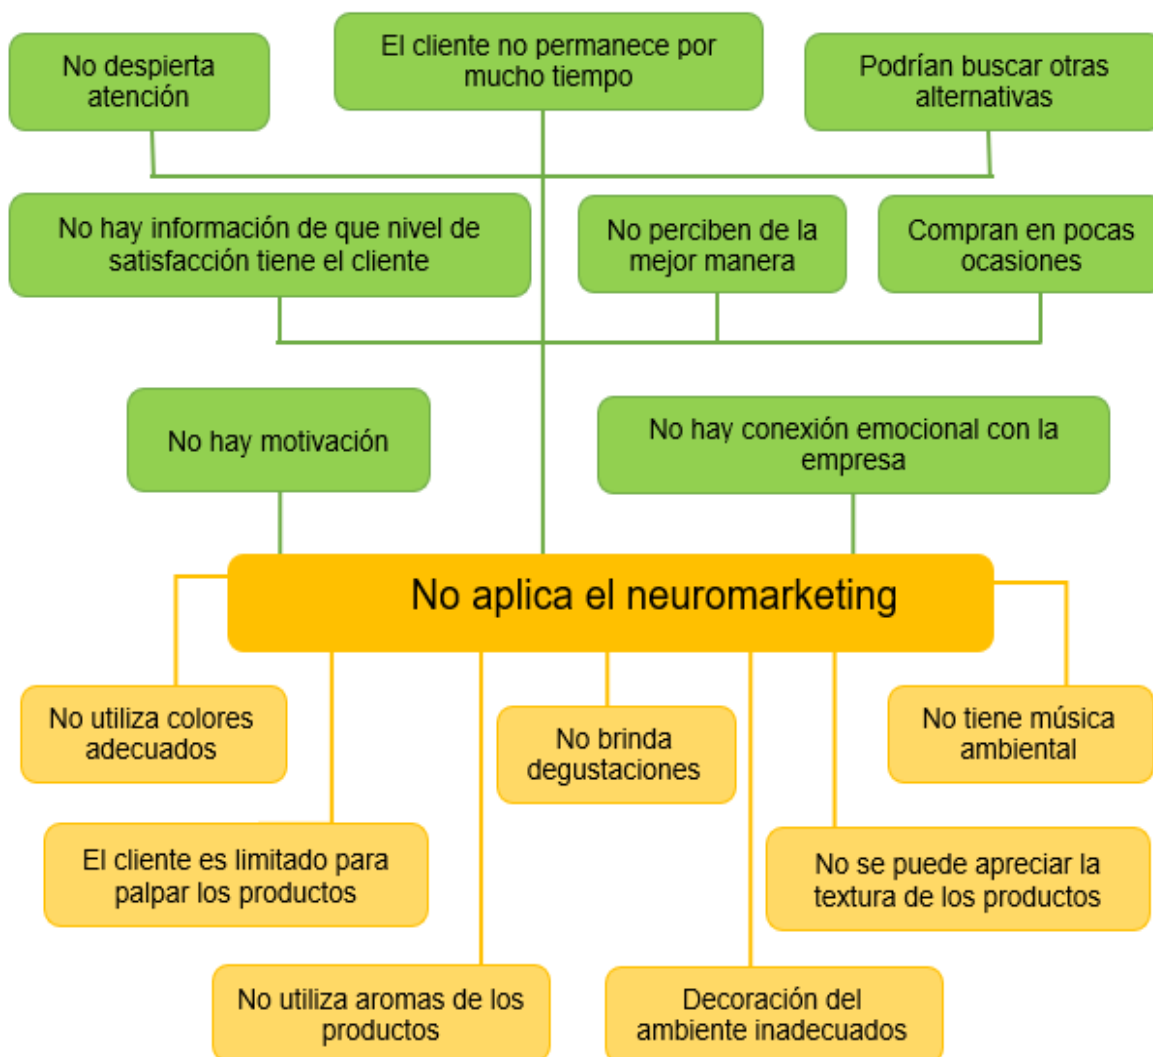 No despierta
atención
El cliente no permanece por
mucho tiempo
Podrían buscar otras
alternativas
No hay información de que nivel de
satisfacción tiene el cliente
No perciben de la
mejor manera
Compran en pocas
ocasiones
No hay motivación
No hay conexión emocional con la
empresa
No aplica el neuromarketing
No utiliza colores
adecuados
No brinda
degustaciones
No tiene música
ambiental
El cliente es limitado para
palpar los productos
No se puede apreciar la
textura de los productos
No utiliza aromas de los
productos
Decoración del
ambiente inadecuados